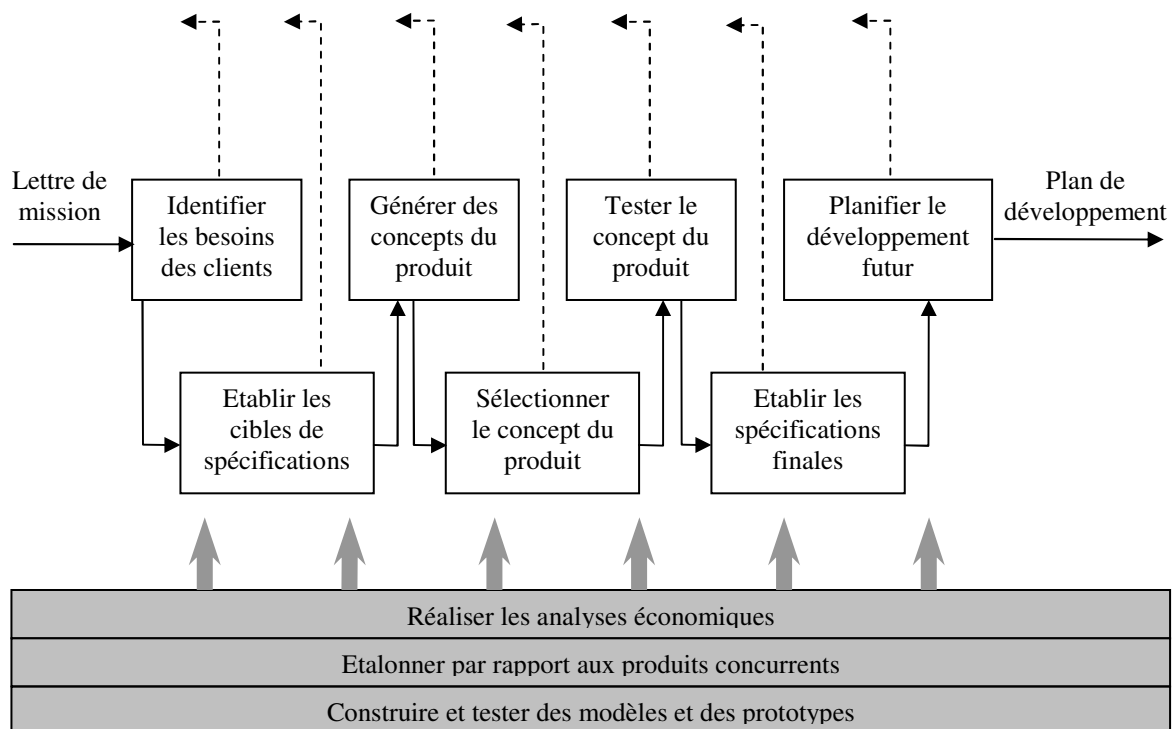 Lettre de
mission
Identifier
les besoins
des clients
Générer des
concepts du
produit
Tester le
concept du
produit
Planifier le
développement
futur
Plan de
développement
Etablir les
cibles de
spécifications
Sélectionner
le concept du
produit
Etablir les
spécifications
finales
Réaliser les analyses économiques
Etalonner par rapport aux produits concurrents
Construire et tester des modèles et des prototypes